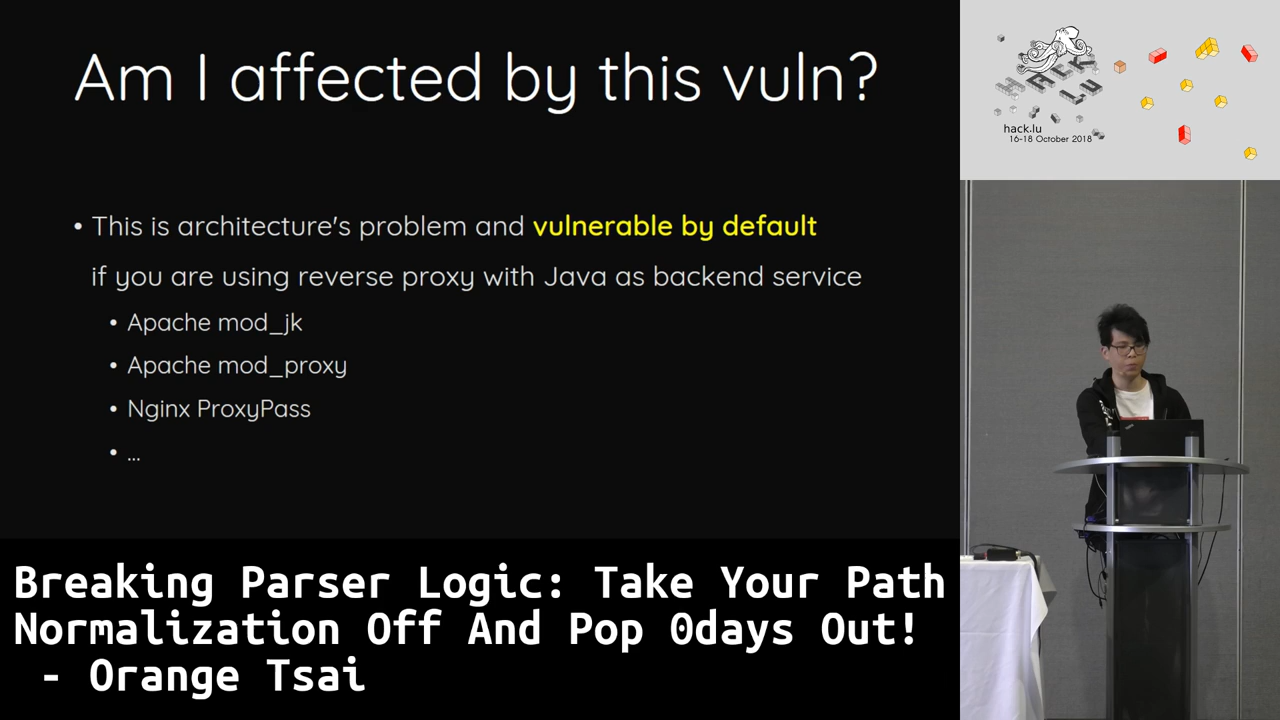 Am I affected by this vuln?
• This is architecture's problem and vulnerable by default
if you are using reverse proxy with Java as backend service
• Apache mod_jk
• Apache mod_proxy
• Nginx ProxyPass
• ...
HACK
LU
hack.lu
16-18 October 2018
Breaking Parser Logic: Take Your Path
Normalization Off And Pop 0days Out!
- Orange Tsai